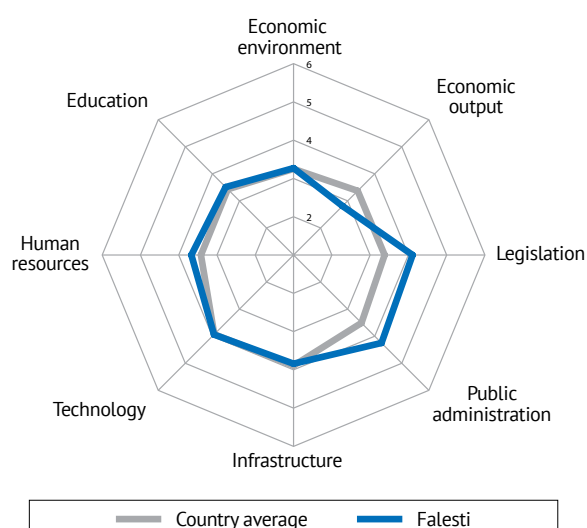 Economic
environment
6
5
4
2
Economic
output
Legislation
Public
administration
Infrastructure
Technology
Human
resources
Education
Country average
Falesti